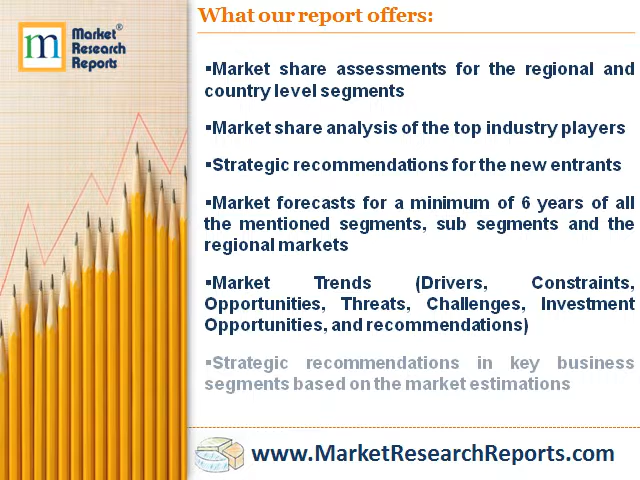 What our report offers:
m
Market®
Research
Reports
▪Market share assessments for the regional and
country level segments
▪Market share analysis of the top industry players
▪Strategic recommendations for the new entrants
▪Market forecasts for a minimum of 6 years of all
the mentioned segments, sub segments and the
regional markets
▪Market Trends (Drivers, Constraints,
Opportunities, Threats, Challenges, Investment
Opportunities, and recommendations)
▪Strategic recommendations in key business
segments based on the market estimations
www.MarketResearchReports.com